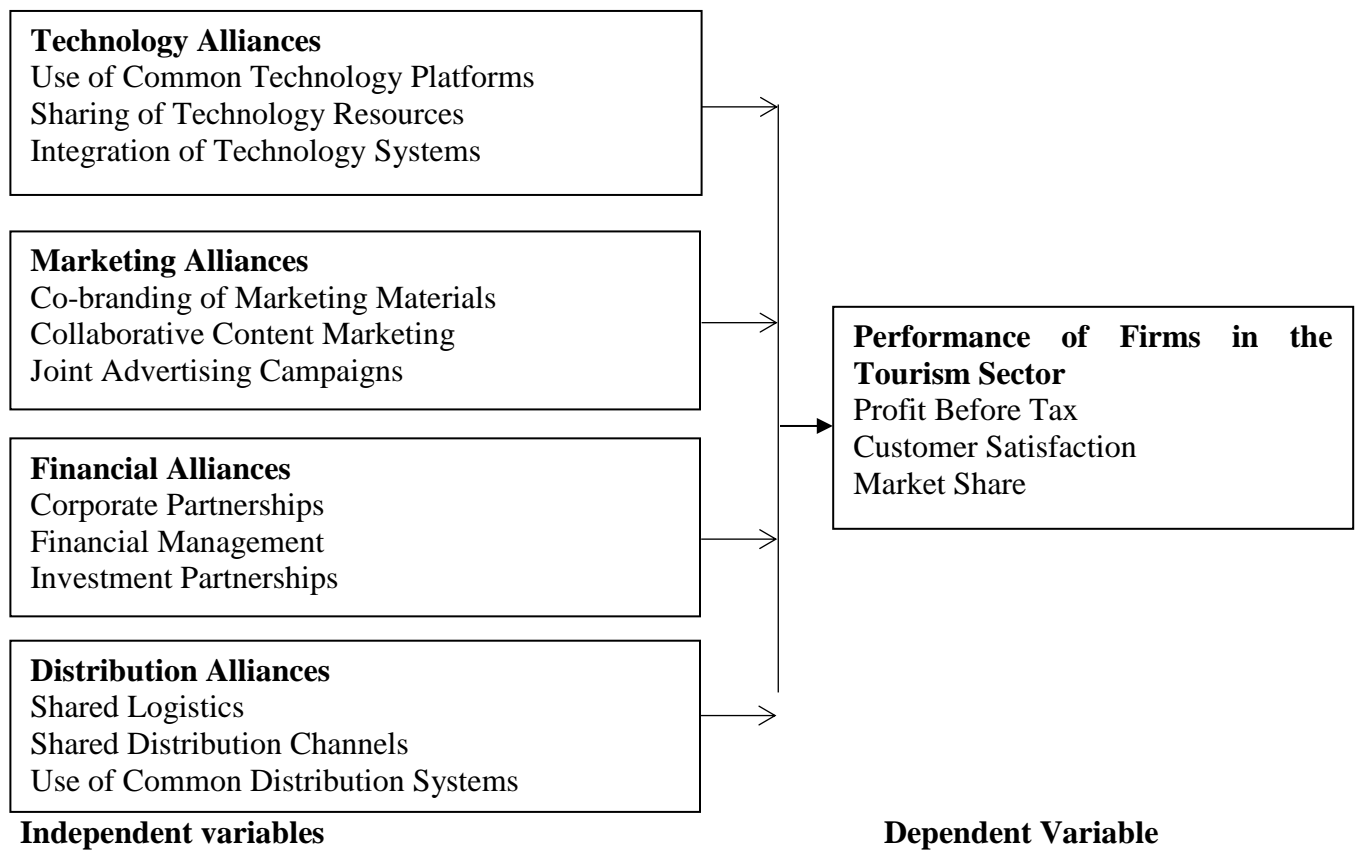 Technology Alliances
Use of Common Technology Platforms
Sharing of Technology Resources
Integration of Technology Systems
Marketing Alliances
Co-branding of Marketing Materials
Collaborative Content Marketing
Joint Advertising Campaigns
Financial Alliances
Corporate Partnerships
Financial Management
Investment Partnerships
Distribution Alliances
Shared Logistics
Shared Distribution Channels
Use of Common Distribution Systems
Performance of Firms in the
Tourism Sector
Profit Before Tax
Customer Satisfaction
Market Share
Independent variables
Dependent Variable